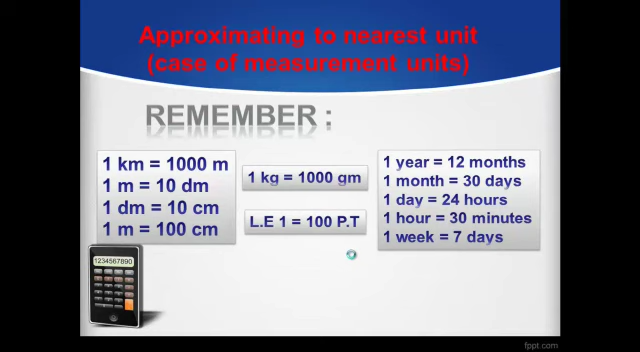 Approximating to nearest unit
(case of measurement units)
REMEMBER :
1 km = 1000 m
1 m = 10 dm
1 dm = 10 cm
1 m = 100 cm
1 kg = 1000 gm
L.E 1 = 100 P.T
1 year = 12 months
1 month = 30 days
1 day = 24 hours
1 hour = 30 minutes
1 week = 7 days
1234567890
fppt.com